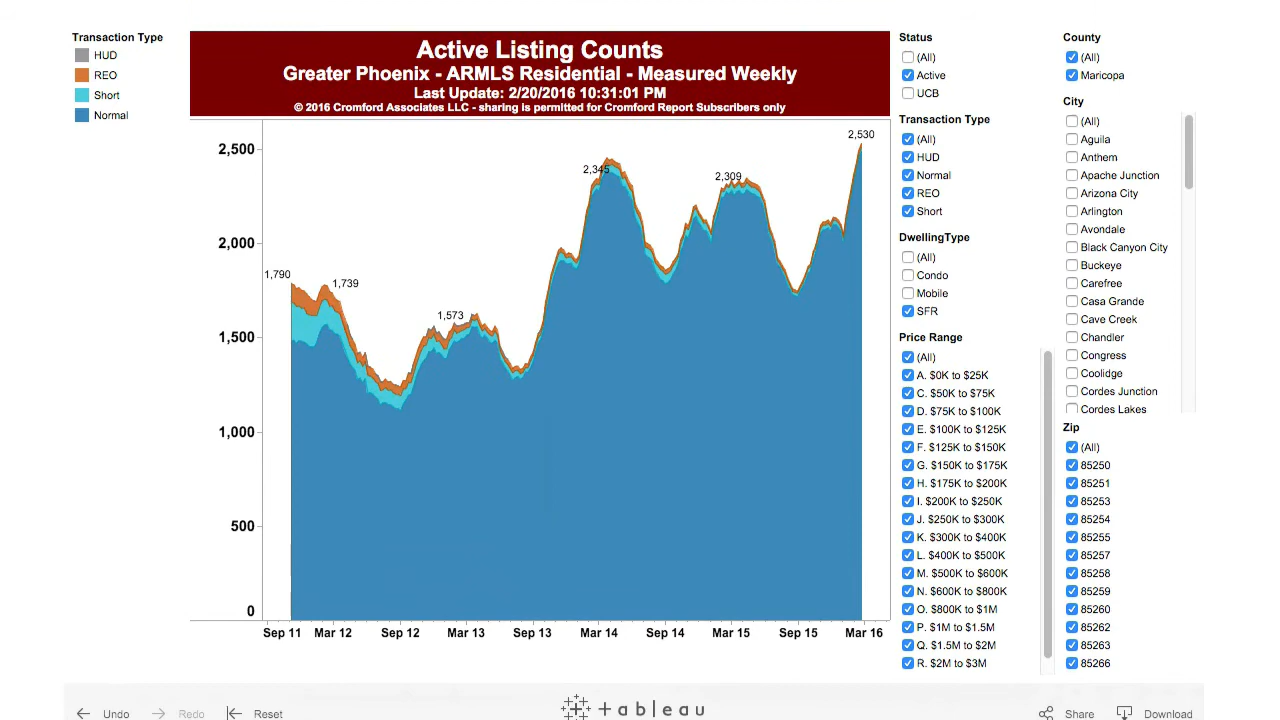 Transaction Type
HUD
REO
Short
Normal
Active Listing Counts
Greater Phoenix - ARMLS Residential - Measured Weekly
Last Update: 2/20/2016 10:31:01 PM
© 2016 Cromford Associates LLC - sharing is permitted for Cromford Report Subscribers only
2,500
2,000
1,500
1,000
500
0
1,790
1,739
1,573
2,345
2,309
2,530
Sep 11 Mar 12 Sep 12 Mar 13 Sep 13 Mar 14 Sep 14 Mar 15 Sep 15 Mar 16
Status
(All)
Active
UCB
Transaction Type
(All)
HUD
Normal
REO
Short
DwellingType
(All)
Condo
Mobile
SFR
Price Range
(All)
A. $0K to $25K
C. $50K to $75K
D. $75K to $100K
E. $100K to $125K
F. $125K to $150K
G. $150K to $175K
H. $175K to $200K
I. $200K to $250K
J. $250K to $300K
K. $300K to $400K
L. $400K to $500K
M. $500K to $600K
N. $600K to $800K
O. $800K to $1M
P. $1M to $1.5M
Q. $1.5M to $2M
R. $2M to $3M
County
(All)
Maricopa
City
(All)
Aguila
Anthem
Apache Junction
Arizona City
Arlington
Avondale
Black Canyon City
Buckeye
Carefree
Casa Grande
Cave Creek
Chandler
Congress
Coolidge
Cordes Junction
Cordes Lakes
Zip
(All)
85250
85251
85253
85254
85255
85257
85258
85259
85260
85262
85263
85266
Undo Redo Reset
tableau
Share Download